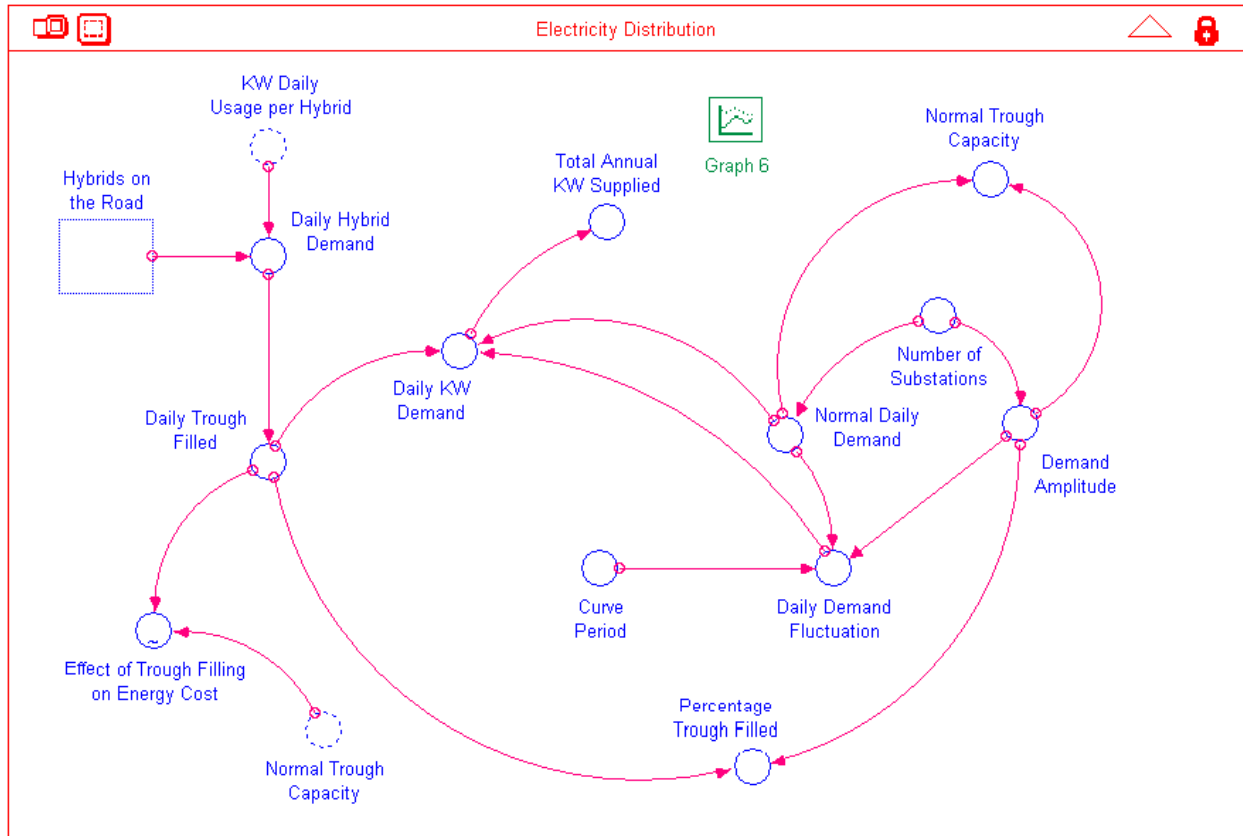 Electricity Distribution
KW Daily
Usage per Hybrid
Hybrids on
the Road
Daily Hybrid
Demand
Total Annual
KW Supplied
Graph 6
Normal Trough
Capacity
Number of
Substations
Daily KW
Demand
Normal Daily
Demand
Daily Trough
Filled
Demand
Amplitude
Curve
Period
Daily Demand
Fluctuation
Effect of Trough Filling
on Energy Cost
~
Percentage
Trough Filled
Normal Trough
Capacity